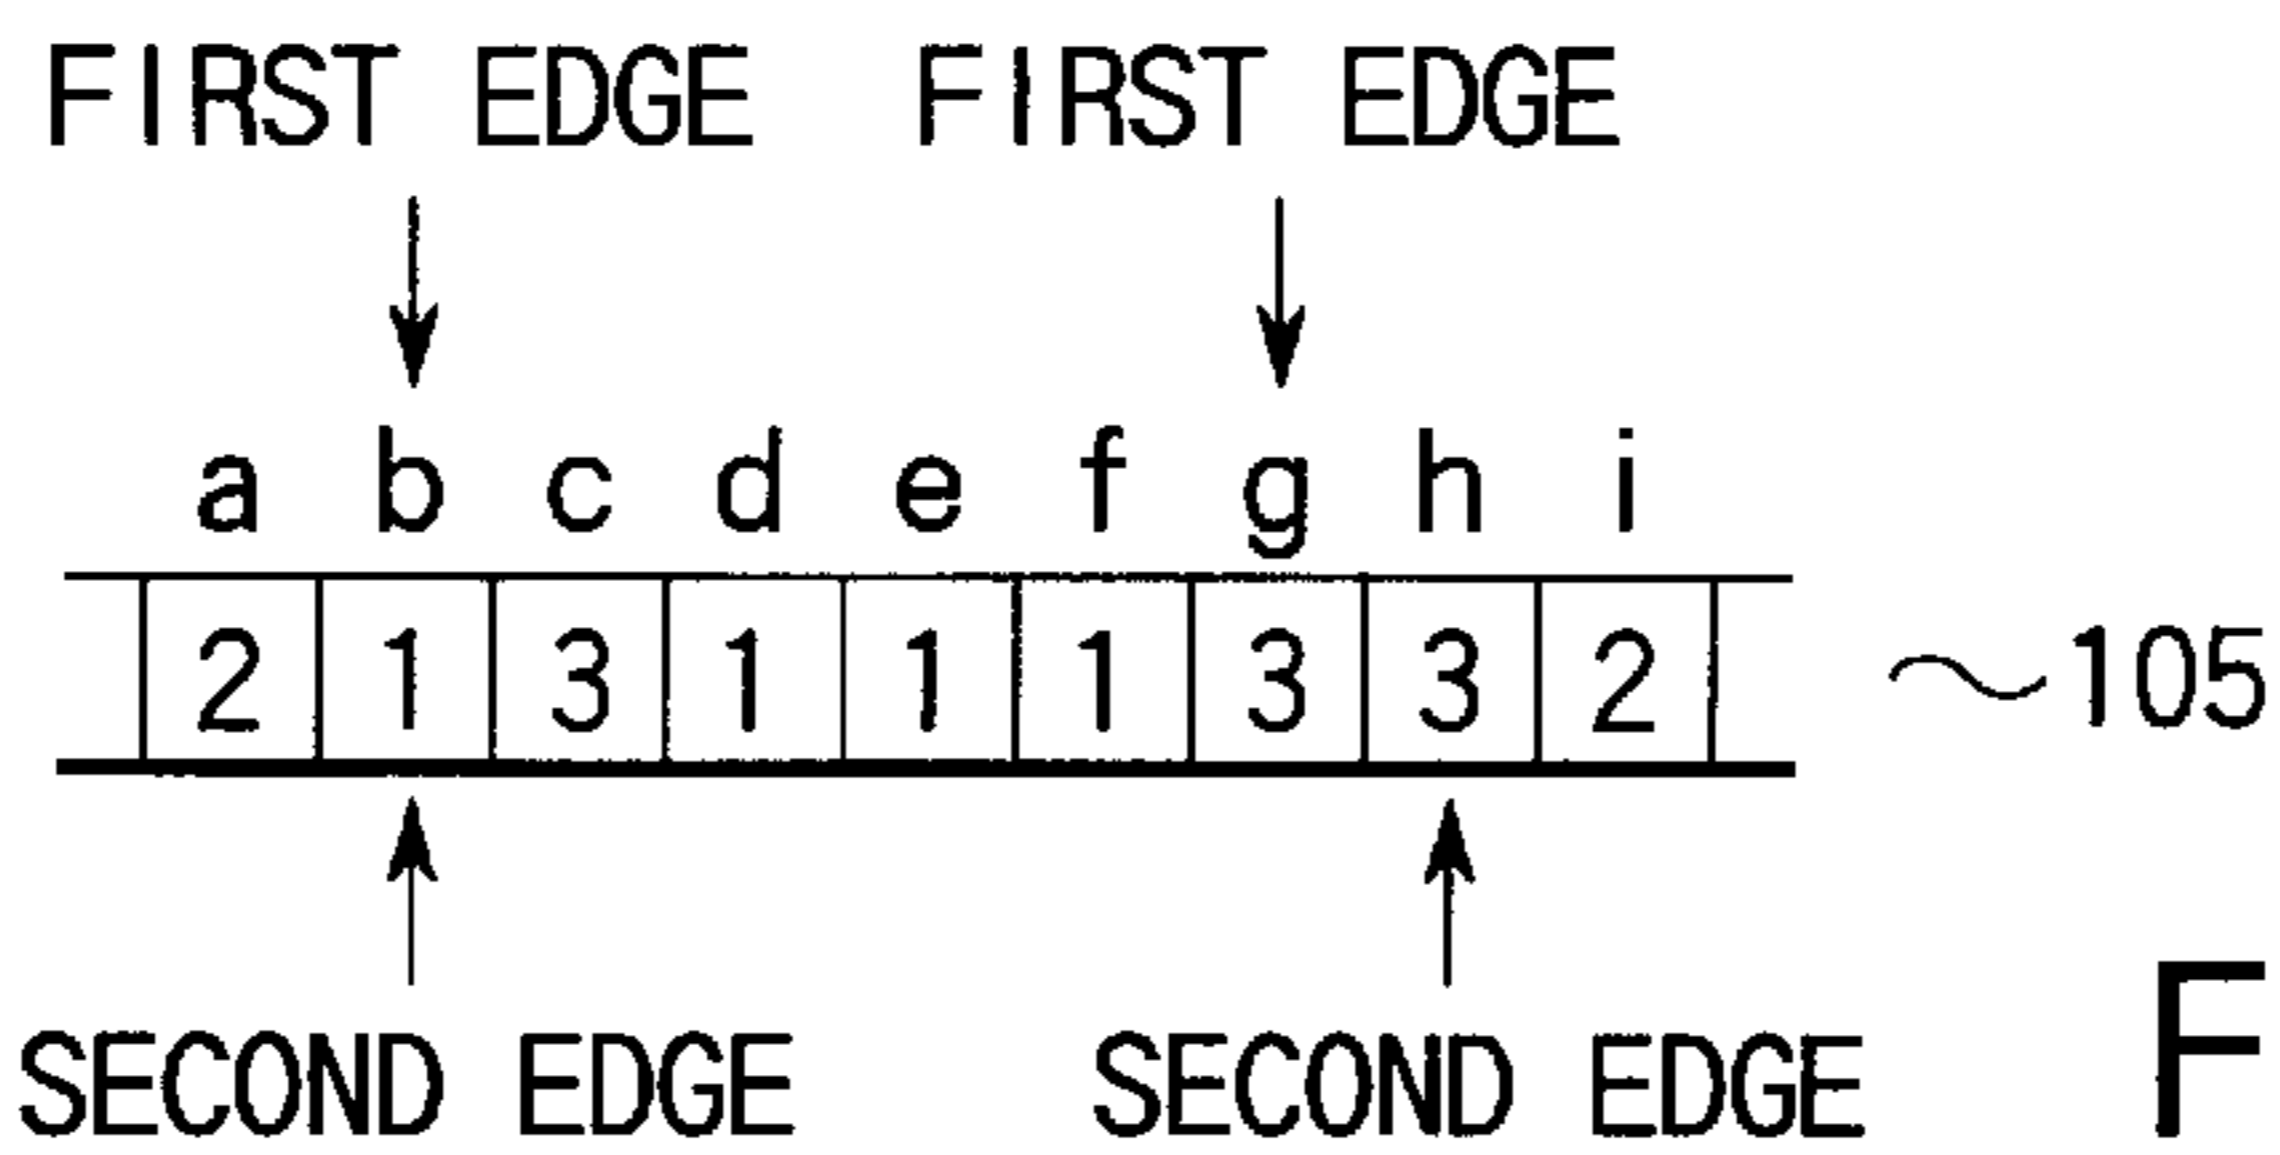 FIRST EDGE FIRST EDGE
a b c d e f g h i
2 1 3 1 1 1 3 3 2 105
SECOND EDGE SECOND EDGE
F